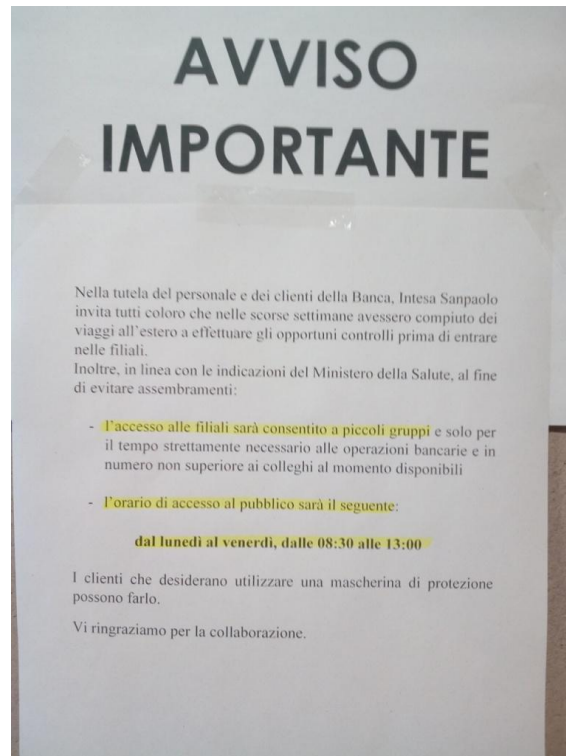 AVVISO
IMPORTANTE
Nella tutela del personale e dei clienti della Banca, Intesa Sanpaolo
invita tutti coloro che nelle scorse settimane avessero compiuto dei
viaggi all’estero a effettuare gli opportuni controlli prima di entrare
nelle filiali.
Inoltre, in linea con le indicazioni del Ministero della Salute, al fine
di evitare assembramenti:
- l’accesso alle filiali sarà consentito a piccoli gruppi e solo per
il tempo strettamente necessario alle operazioni bancarie e in
numero non superiore ai colleghi al momento disponibili
- l’orario di accesso al pubblico sarà il seguente:
dal lunedì al venerdì, dalle 08:30 alle 13:00
I clienti che desiderano utilizzare una mascherina di protezione
possono farlo.
Vi ringraziamo per la collaborazione.